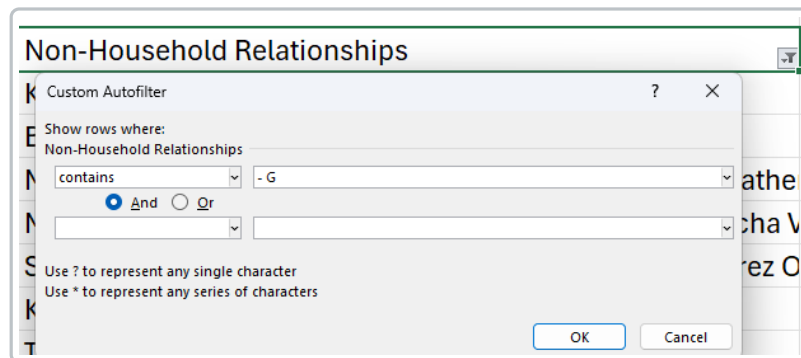 Non-Household Relationships
K
Custom Autofilter ? ×
E
Show rows where:
Non-Household Relationships
N
contains - G athe
And Or
N cha V
S rez O
Use ? to represent any single character
Use * to represent any series of characters
K
OK Cancel
T